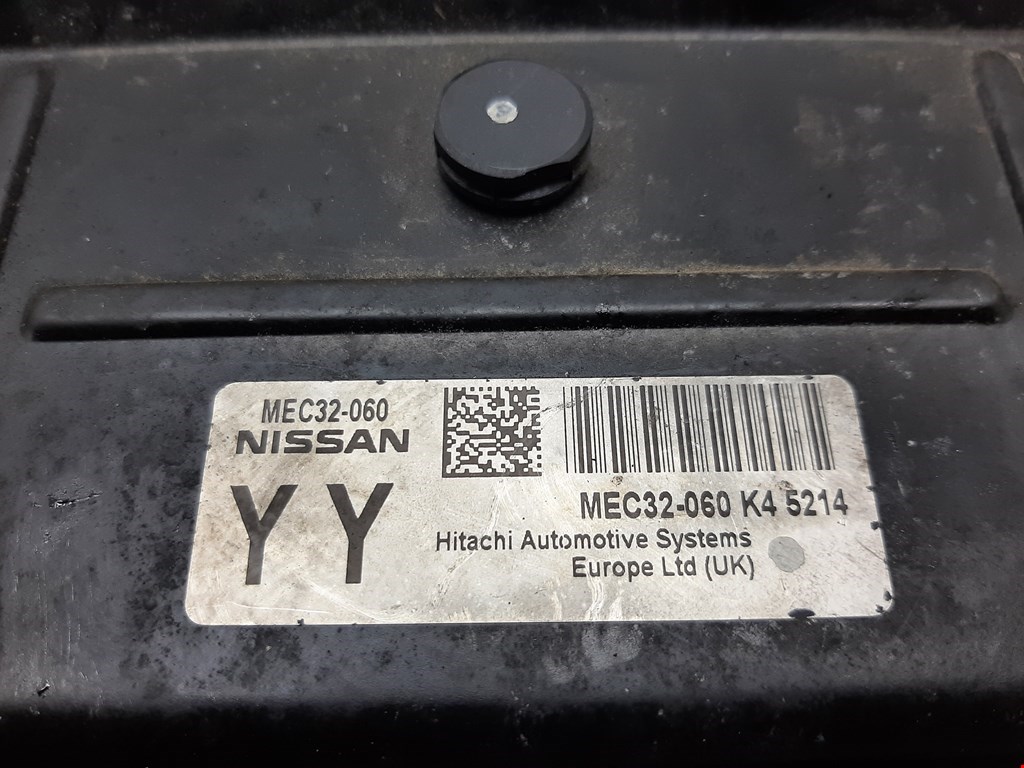 MEC32-060
NISSAN
YY
MEC32-060 K4 5214
Hitachi Automotive Systems
Europe Ltd (UK)